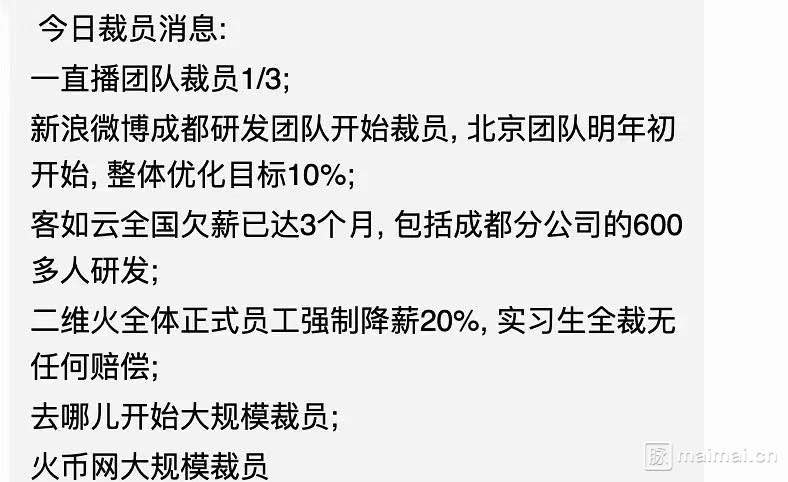 今日裁员消息:
一直播团队裁员1/3;
新浪微博成都研发团队开始裁员, 北京团队明年初
开始, 整体优化目标10%;
客如云全国欠薪已达3个月, 包括成都分公司的600
多人研发;
二维火全体正式员工强制降薪20%, 实习生全裁无
任何赔偿;
去哪儿开始大规模裁员;
火币网大规模裁员
脉 maimai.cn